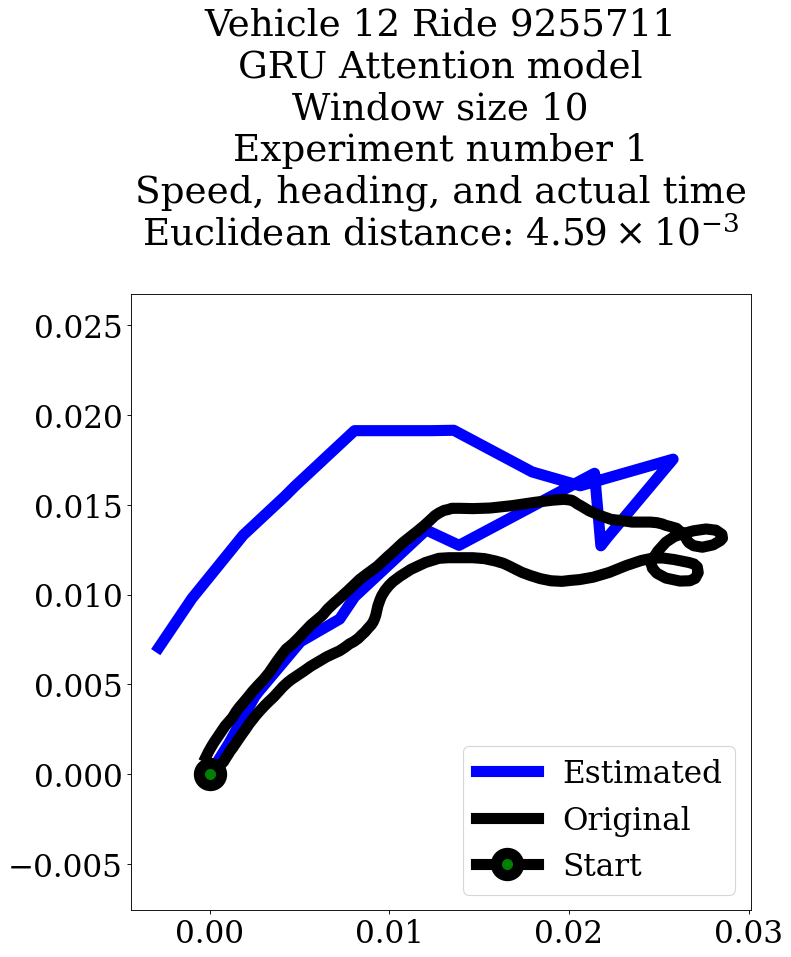 Vehicle 12 Ride 9255711
GRU Attention model
Window size 10
Experiment number 1
Speed, heading, and actual time
Euclidean distance: 4.59 × 10⁻³
0.025
0.020
0.015
0.010
0.005
0.000
−0.005
Estimated
Original
Start
0.00 0.01 0.02 0.03